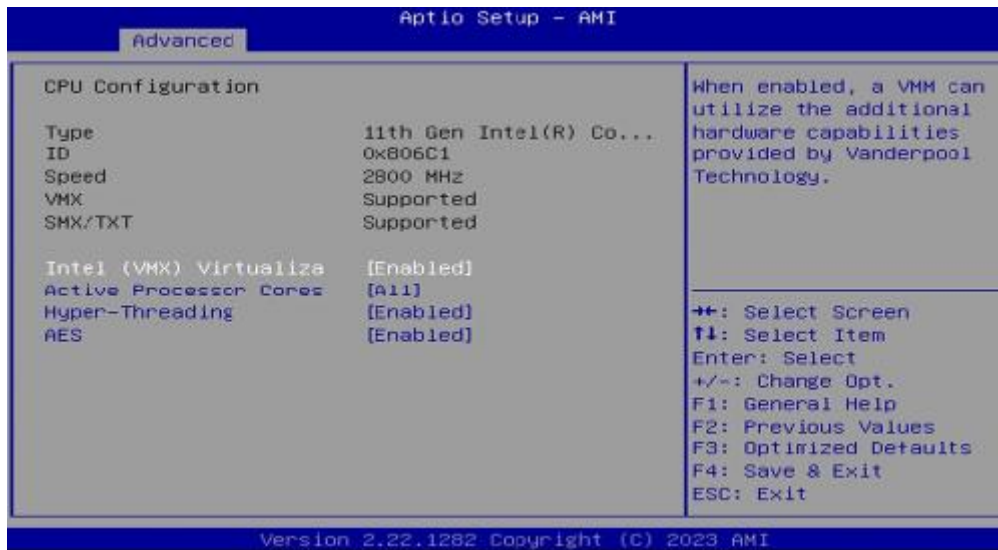 Aptio Setup - AMI
Advanced
CPU Configuration
Type 11th Gen Intel(R) Co...
ID 0x806C1
Speed 2800 MHz
VMX Supported
SMX/TXT Supported
Intel (VMX) Virtualiza [Enabled]
Active Processor Cores [All]
Hyper-Threading [Enabled]
AES [Enabled]
When enabled, a VMM can
utilize the additional
hardware capabilities
provided by Vanderpool
Technology.
→←: Select Screen
↑↓: Select Item
Enter: Select
+/-: Change Opt.
F1: General Help
F2: Previous Values
F3: Optimized Defaults
F4: Save & Exit
ESC: Exit
Version 2.22.1282 Copyright (C) 2023 AMI